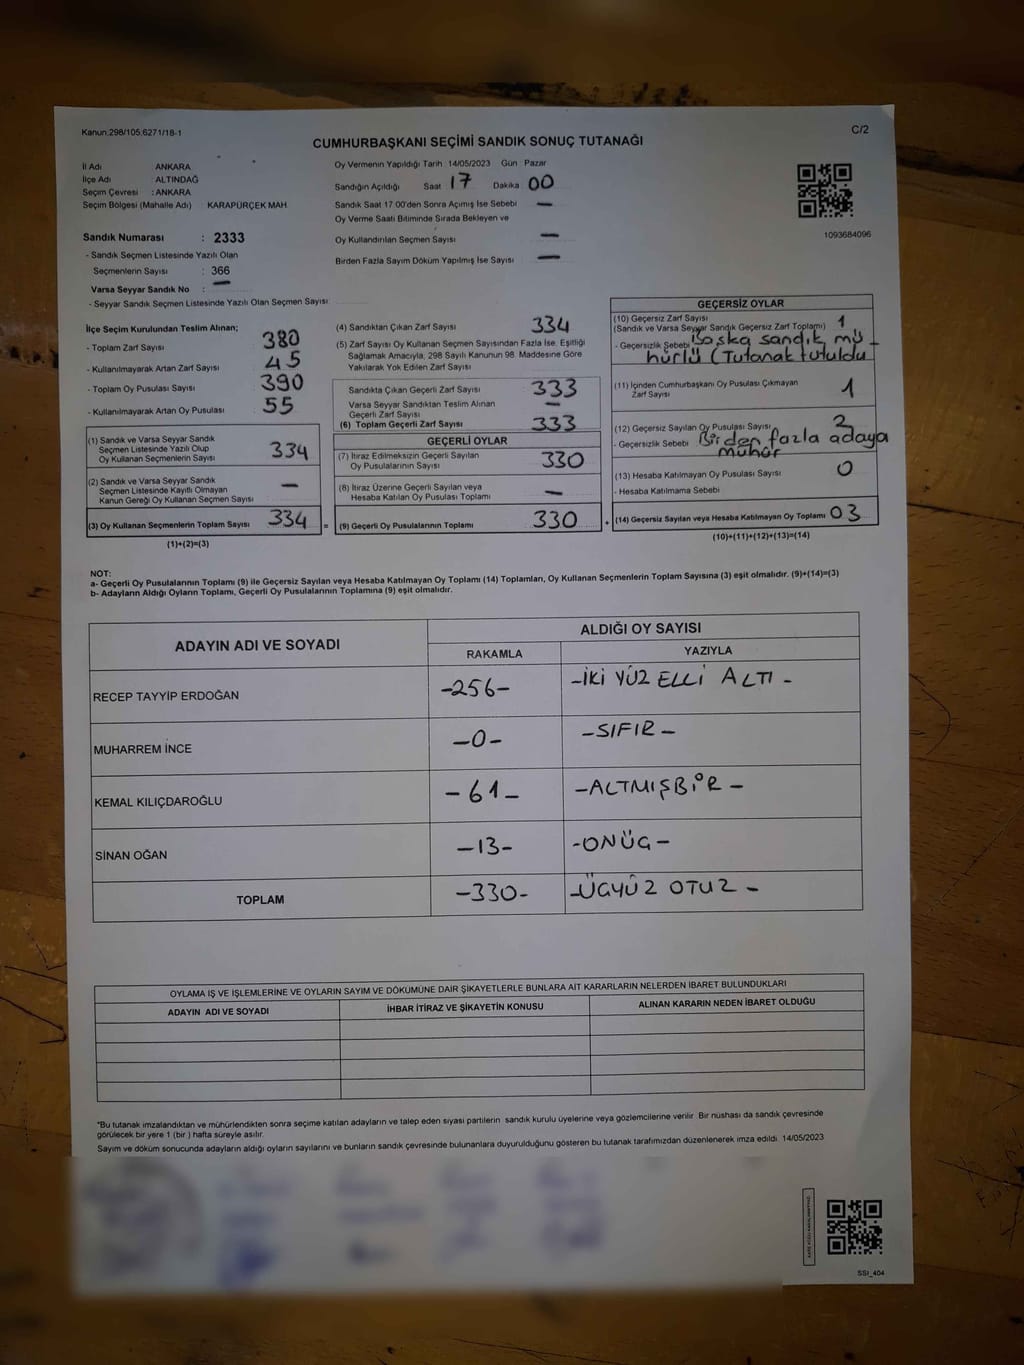 Kanun;298/105;6271/18-1
C/2
CUMHURBAŞKANI SEÇİMİ SANDIK SONUÇ TUTANAĞI
İl Adı ANKARA
İlçe Adı ALTINDAĞ
Seçim Çevresi : ANKARA
Seçim Bölgesi (Mahalle Adı) KARAPÜRÇEK MAH.
Sandık Numarası : 2333
- Sandık Seçmen Listesinde Yazılı Olan
Seçmenlerin Sayısı : 366
Varsa Seyyar Sandık No : —
- Seyyar Sandık Seçmen Listesinde Yazılı Olan Seçmen Sayısı
Oy Vermenin Yapıldığı Tarih 14/05/2023 Gün : Pazar
Sandığın Açıldığı Saat 17 Dakika 00
Sandık Saat 17 00'den Sonra Açımış İse Sebebi —
Oy Verme Saati Bitiminde Sırada Bekleyen ve
Oy Kullandırılan Seçmen Sayısı —
Birden Fazla Sayım Döküm Yapılmış İse Sayısı —
1093684096
İlçe Seçim Kurulundan Teslim Alınan;
- Toplam Zarf Sayısı 380
- Kullanılmayarak Artan Zarf Sayısı 45
- Toplam Oy Pusulası Sayısı 390
- Kullanılmayarak Artan Oy Pusulası 55
(1) Sandık ve Varsa Seyyar Sandık
Seçmen Listesinde Yazılı Olup
Oy Kullanan Seçmenlerin Sayısı 334
(2) Sandık ve Varsa Seyyar Sandık
Seçmen Listesinde Kayıtlı Olmayan
Kanun Gereği Oy Kullanan Seçmen Sayısı —
(3) Oy Kullanan Seçmenlerin Toplam Sayısı 334 =
(1)+(2)=(3)
(4) Sandıktan Çıkan Zarf Sayısı 334
(5) Zarf Sayısı Oy Kullanan Seçmen Sayısından Fazla İse, Eşitliği
Sağlamak Amacıyla, 298 Sayılı Kanunun 98. Maddesine Göre
Yakılarak Yok Edilen Zarf Sayısı
Sandıkta Çıkan Geçerli Zarf Sayısı 333
Varsa Seyyar Sandıktan Teslim Alınan
Geçerli Zarf Sayısı —
(6) Toplam Geçerli Zarf Sayısı 333
GEÇERLİ OYLAR
(7) İtiraz Edilmeksizin Geçerli Sayılan
Oy Pusulalarının Sayısı 330
(8) İtiraz Üzerine Geçerli Sayılan veya
Hesaba Katılan Oy Pusulası Toplamı —
(9) Geçerli Oy Pusulalarının Toplamı 330 +
GEÇERSİZ OYLAR
(10) Geçersiz Zarf Sayısı
(Sandık ve Varsa Seyyar Sandık Geçersiz Zarf Toplamı) 1
- Geçersizlik Sebebi Başka sandık mü-
hürlü (Tutanak tutuldu
(11) İçinden Cumhurbaşkanı Oy Pusulası Çıkmayan
Zarf Sayısı 1
(12) Geçersiz Sayılan Oy Pusulası Sayısı
- Geçersizlik Sebebi Birden fazla adaya
mühür
(13) Hesaba Katılmayan Oy Pusulası Sayısı 0
- Hesaba Katılmama Sebebi
(14) Geçersiz Sayılan veya Hesaba Katılmayan Oy Toplamı 03
(10)+(11)+(12)+(13)=(14)
NOT:
a- Geçerli Oy Pusulalarının Toplamı (9) ile Geçersiz Sayılan veya Hesaba Katılmayan Oy Toplamı (14) Toplamları, Oy Kullanan Seçmenlerin Toplam Sayısına (3) eşit olmalıdır. (9)+(14)=(3)
b- Adayların Aldığı Oyların Toplamı, Geçerli Oy Pusulalarının Toplamına (9) eşit olmalıdır.
ADAYIN ADI VE SOYADI ALDIĞI OY SAYISI
RAKAMLA YAZIYLA
RECEP TAYYİP ERDOĞAN -256- -İKİ YÜZ ELLİ ALTI -
MUHARREM İNCE -0- -SIFIR-
KEMAL KILIÇDAROĞLU -61- -ALTMIŞBİR-
SİNAN OĞAN -13- -ONÜÇ-
TOPLAM -330- -ÜÇYÜZ OTUZ-
OYLAMA İŞ VE İŞLEMLERİNE VE OYLARIN SAYIM VE DÖKÜMÜNE DAİR ŞİKAYETLERLE BUNLARA AİT KARARLARIN NELERDEN İBARET BULUNDUKLARI
ADAYIN ADI VE SOYADI İHBAR İTİRAZ VE ŞİKAYETİN KONUSU ALINAN KARARIN NEDEN İBARET OLDUĞU
*Bu tutanak imzalandıktan ve mühürlendikten sonra seçime katılan adayların ve talep eden siyasi partilerin sandık kurulu üyelerine veya gözlemcilerine verilir. Bir nüshası da sandık çevresinde
görülecek bir yere 1 (bir ) hafta süreyle asılır.
Sayım ve döküm sonucunda adayların aldığı oyların sayılarını ve bunların sandık çevresinde bulunanlara duyurulduğunu gösteren bu tutanak tarafımızdan düzenlenerek imza edildi. 14/05/2023
SSI_404